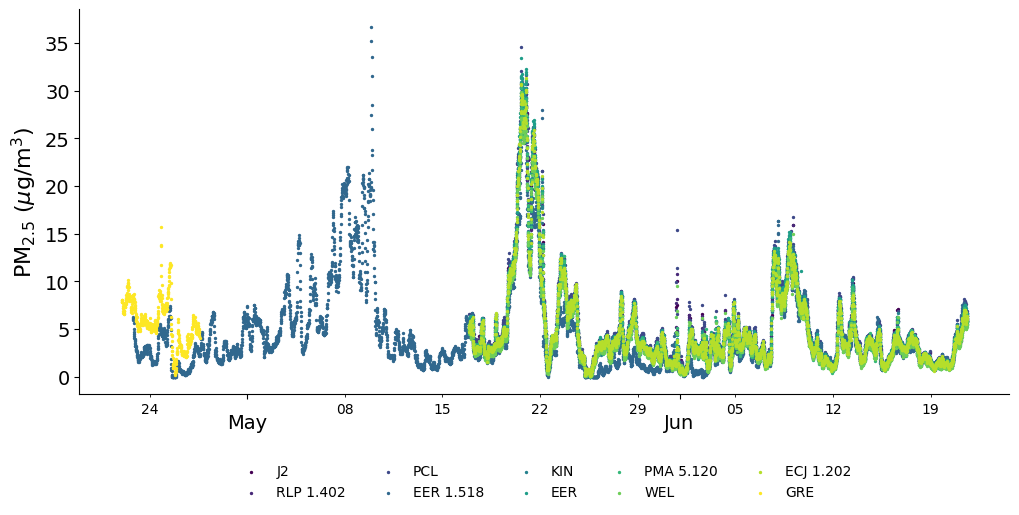 PM2.5 (μg/m3)
35
30
25
20
15
10
5
0
24 08 15 22 29 05 12 19
May Jun
J2 PCL KIN PMA 5.120 ECJ 1.202
RLP 1.402 EER 1.518 EER WEL GRE